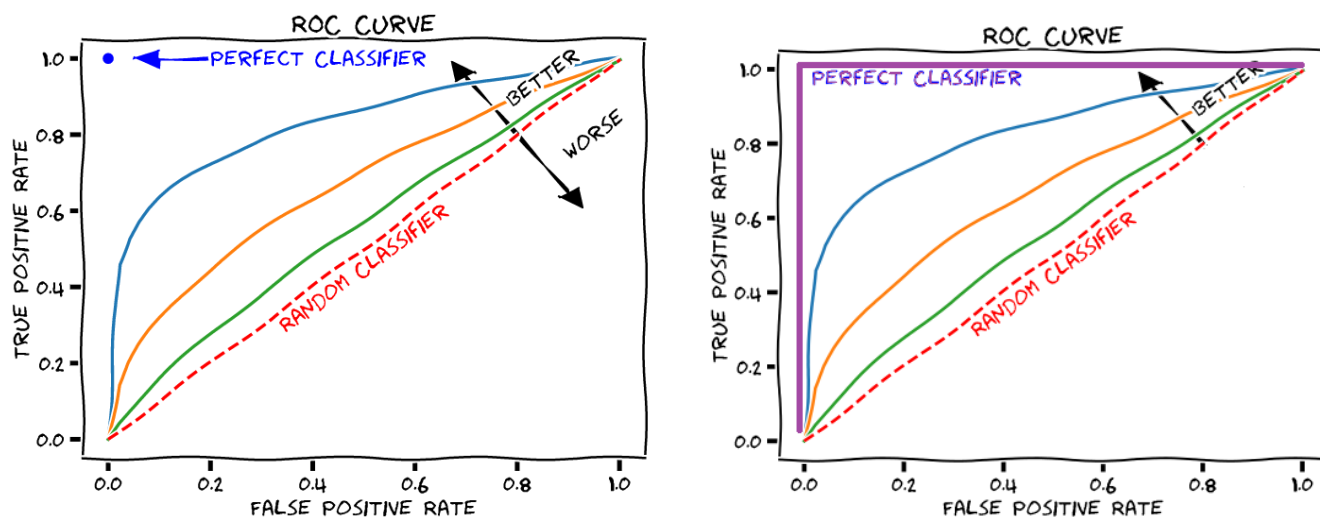 ROC CURVE
PERFECT CLASSIFIER
BETTER
WORSE
RANDOM CLASSIFIER
TRUE POSITIVE RATE
1.0
0.8
0.6
0.4
0.2
0.0
0.0 0.2 0.4 0.6 0.8 1.0
FALSE POSITIVE RATE
ROC CURVE
PERFECT CLASSIFIER
BETTER
RANDOM CLASSIFIER
TRUE POSITIVE RATE
1.0
0.8
0.6
0.4
0.2
0.0
0.0 0.2 0.4 0.6 0.8 1.0
FALSE POSITIVE RATE